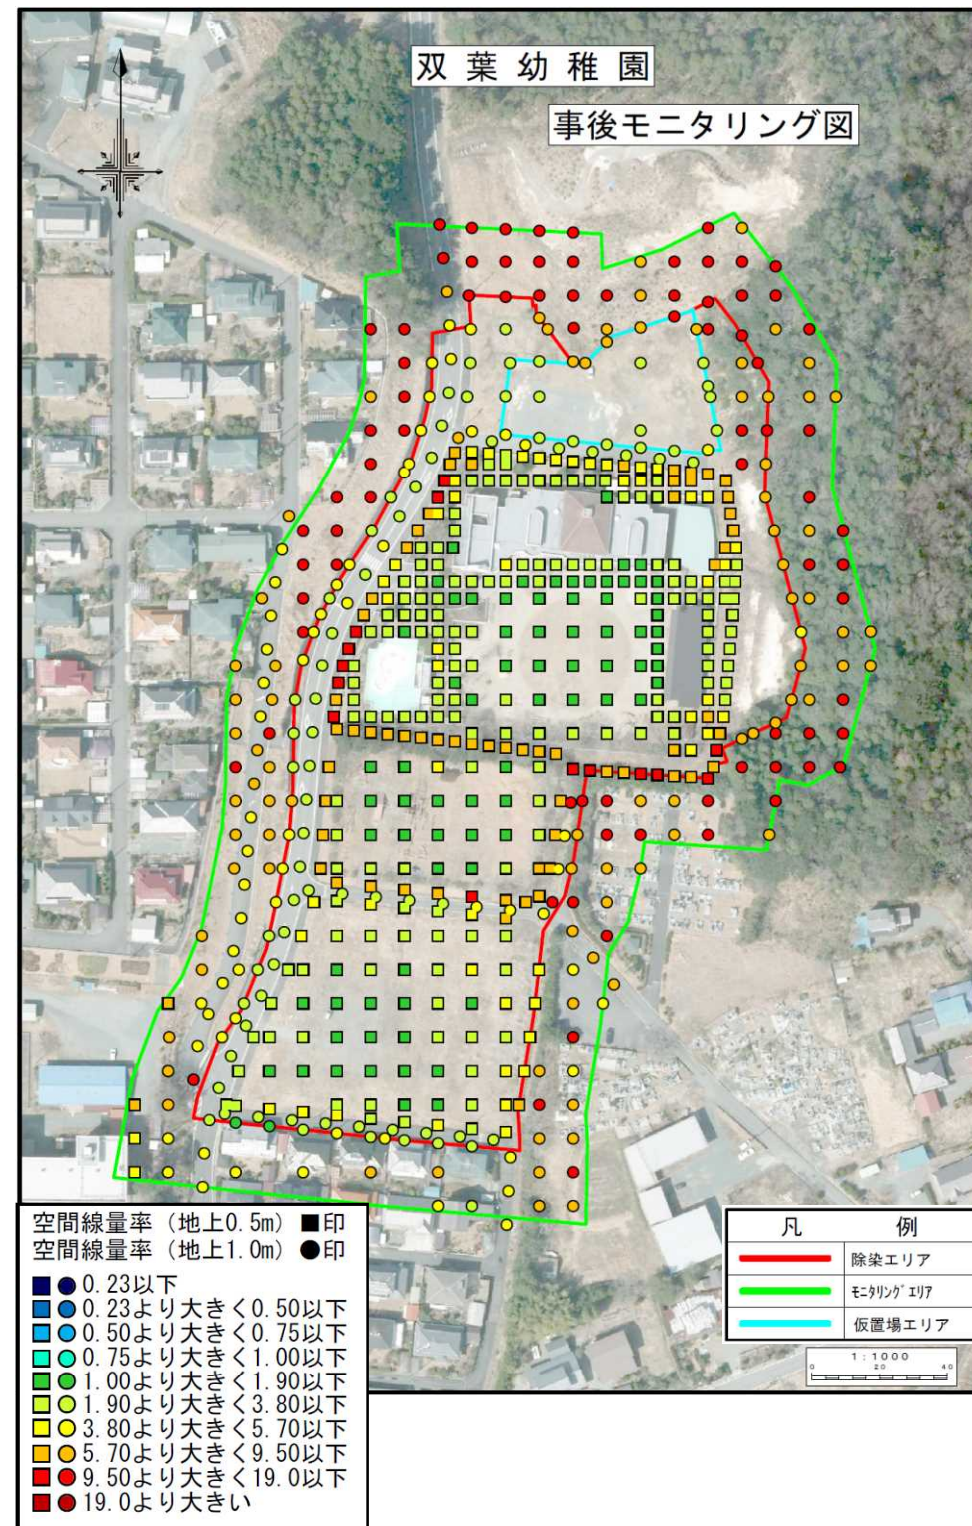 双葉幼稚園
事後モニタリング図
空間線量率（地上0.5m）■印
空間線量率（地上1.0m）●印
0.23以下
0.23より大きく0.50以下
0.50より大きく0.75以下
0.75より大きく1.00以下
1.00より大きく1.90以下
1.90より大きく3.80以下
3.80より大きく5.70以下
5.70より大きく9.50以下
9.50より大きく19.0以下
19.0より大きい
凡 例
除染エリア
ﾓﾆﾀﾘﾝｸﾞｴﾘｱ
仮置場エリア
1:1000
0 20 40